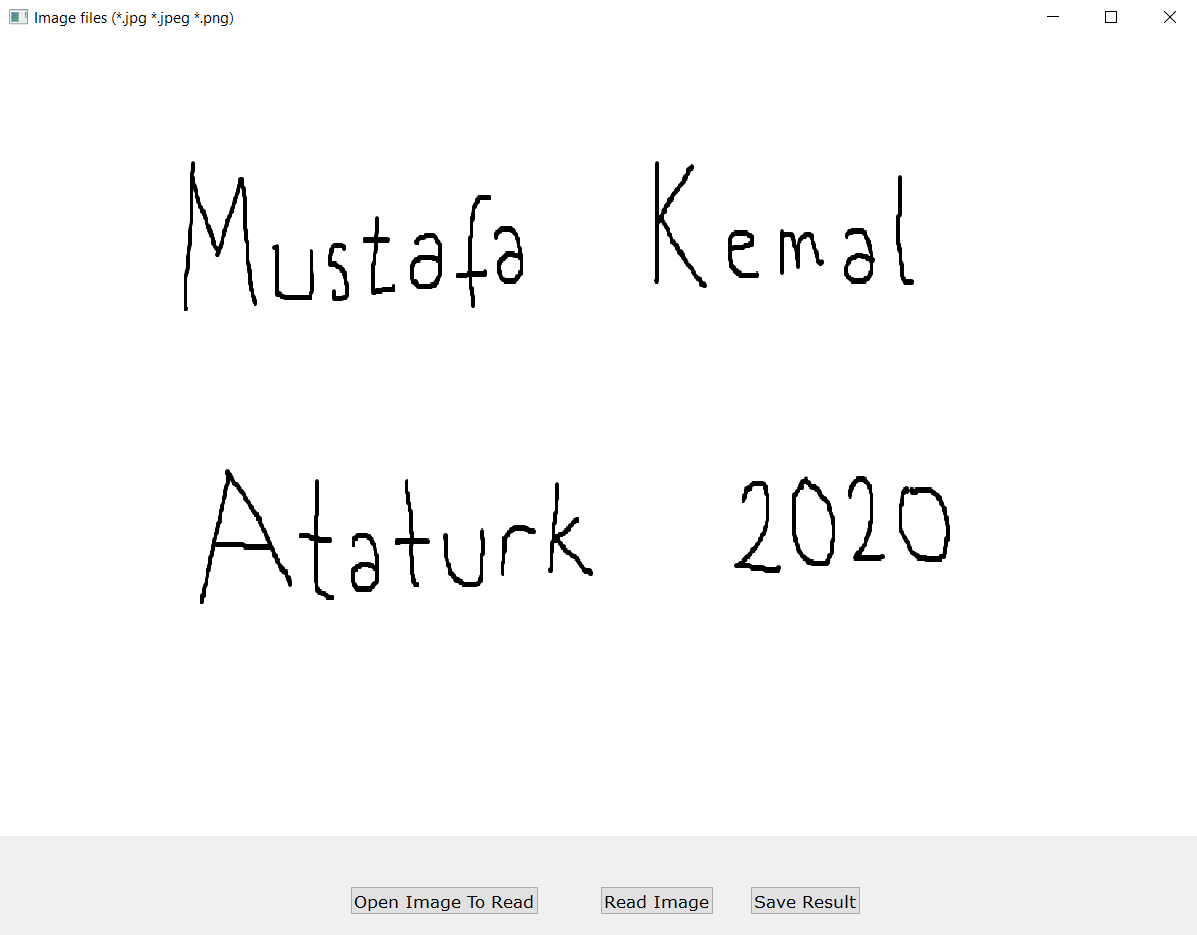 Image files (*.jpg *.jpeg *.png)
Mustafa Kemal
Ataturk 2020
Open Image To Read Read Image Save Result